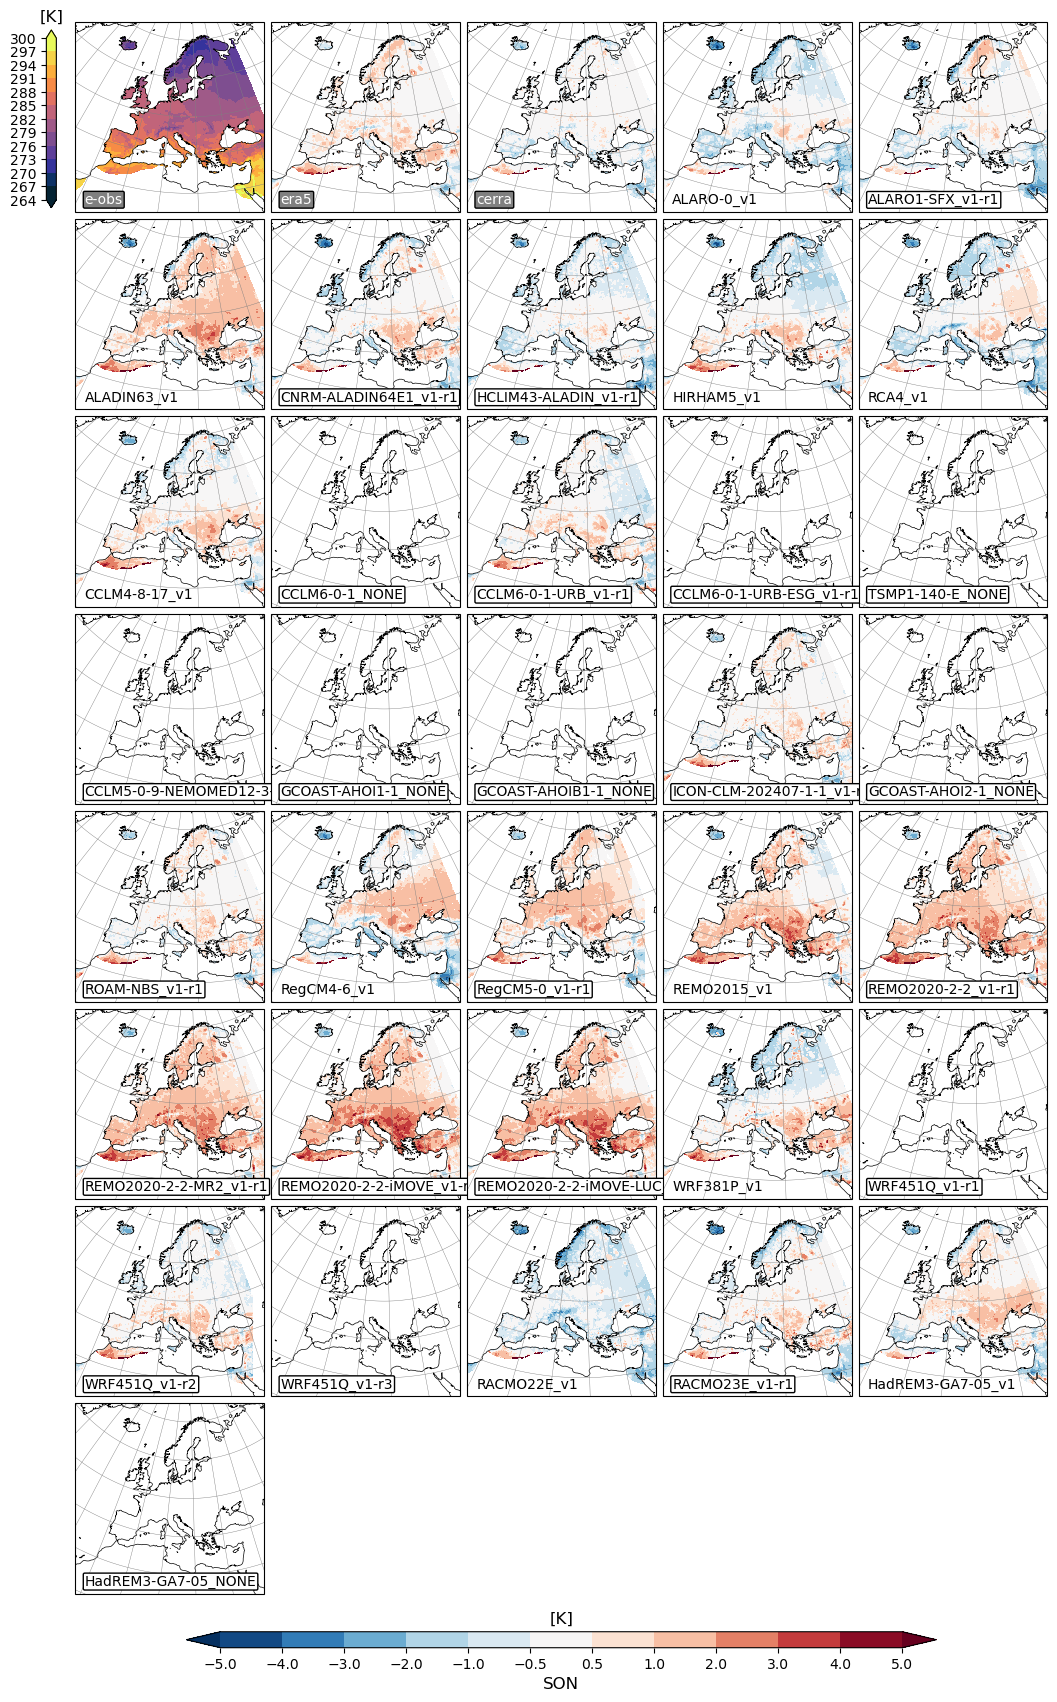 [K]
300
297
294
291
288
285
282
279
276
273
270
267
264
e-obs
era5
cerra
ALARO-0_v1
ALARO1-SFX_v1-r1
ALADIN63_v1
CNRM-ALADIN64E1_v1-r1
HCLIM43-ALADIN_v1-r1
HIRHAM5_v1
RCA4_v1
CCLM4-8-17_v1
CCLM6-0-1_NONE
CCLM6-0-1-URB_v1-r1
CCLM6-0-1-URB-ESG_v1-r1
TSMP1-140-E_NONE
CCLM5-0-9-NEMOMED12-3-
GCOAST-AHOI1-1_NONE
GCOAST-AHOIB1-1_NONE
ICON-CLM-202407-1-1_v1-r
GCOAST-AHOI2-1_NONE
ROAM-NBS_v1-r1
RegCM4-6_v1
RegCM5-0_v1-r1
REMO2015_v1
REMO2020-2-2_v1-r1
REMO2020-2-2-MR2_v1-r1
REMO2020-2-2-iMOVE_v1-r
REMO2020-2-2-iMOVE-LUC
WRF381P_v1
WRF451Q_v1-r1
WRF451Q_v1-r2
WRF451Q_v1-r3
RACMO22E_v1
RACMO23E_v1-r1
HadREM3-GA7-05_v1
HadREM3-GA7-05_NONE
[K]
−5.0 −4.0 −3.0 −2.0 −1.0 −0.5 0.5 1.0 2.0 3.0 4.0 5.0
SON